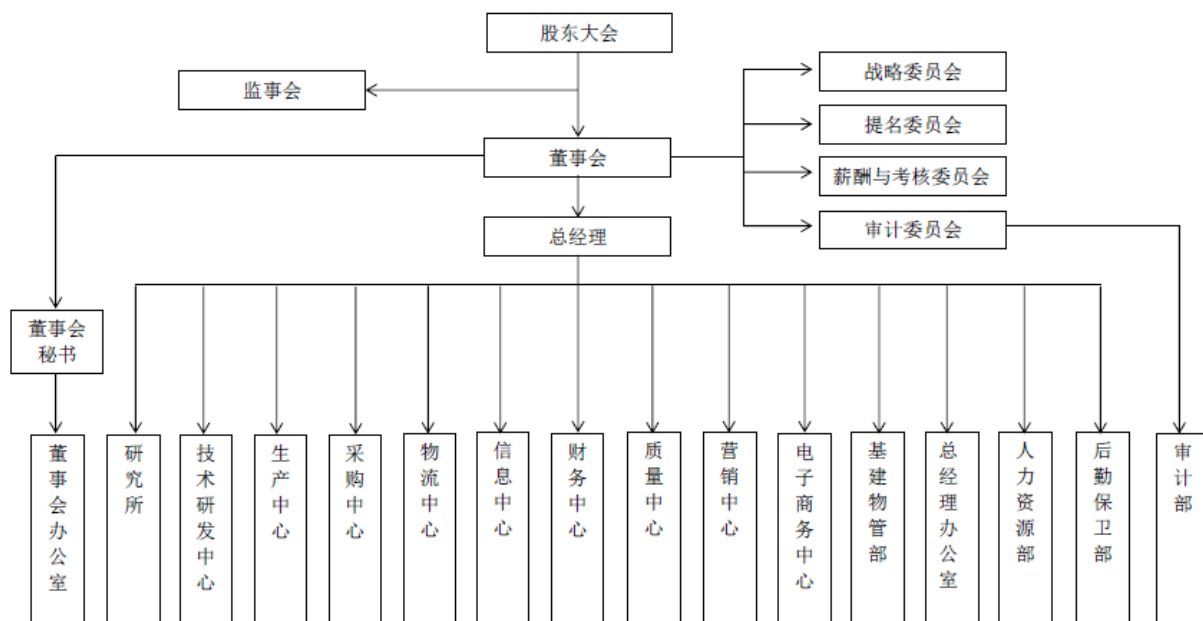 股东大会
监事会
战略委员会
提名委员会
董事会
薪酬与考核委员会
总经理
审计委员会
董事会
秘书
董事会办公室
研究所
技术研发中心
生产中心
采购中心
物流中心
信息中心
财务中心
质量中心
营销中心
电子商务中心
基建物管部
总经理办公室
人力资源部
后勤保卫部
审计部